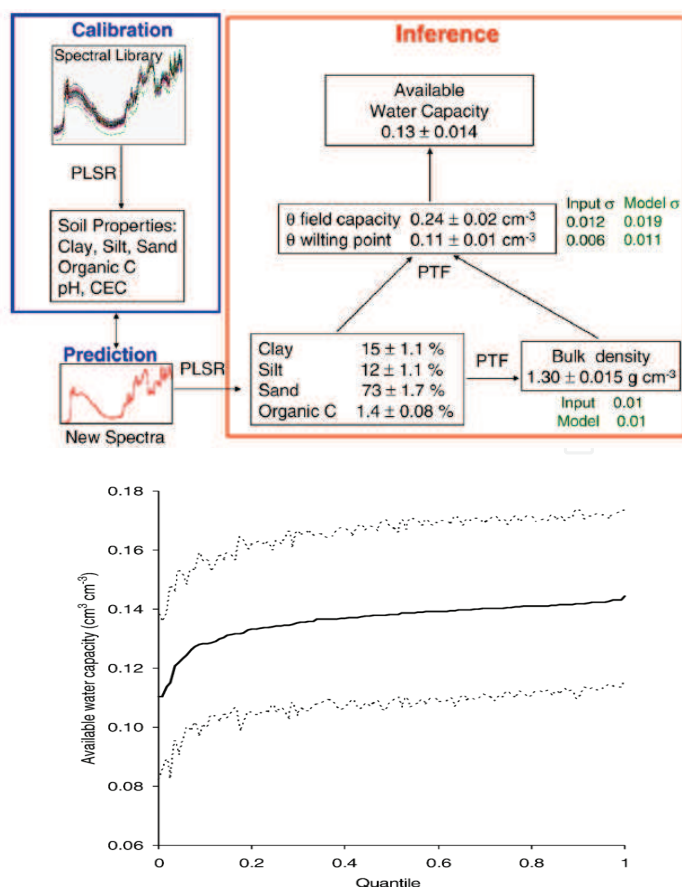 Calibration
Spectral Library
PLSR
Soil Properties:
Clay, Silt, Sand
Organic C
pH, CEC
Prediction
New Spectra
PLSR
Inference
Available
Water Capacity
0.13 ± 0.014
θ field capacity 0.24 ± 0.02 cm-3
θ wilting point 0.11 ± 0.01 cm-3
Input σ Model σ
0.012 0.019
0.006 0.011
PTF
Clay 15 ± 1.1 %
Silt 12 ± 1.1 %
Sand 73 ± 1.7 %
Organic C 1.4 ± 0.08 %
PTF
Bulk density
1.30 ± 0.015 g cm-3
Input 0.01
Model 0.01
Available water capacity (cm3 cm-3)
0.18
0.16
0.14
0.12
0.10
0.08
0.06
0 0.2 0.4 0.6 0.8 1
Quantile